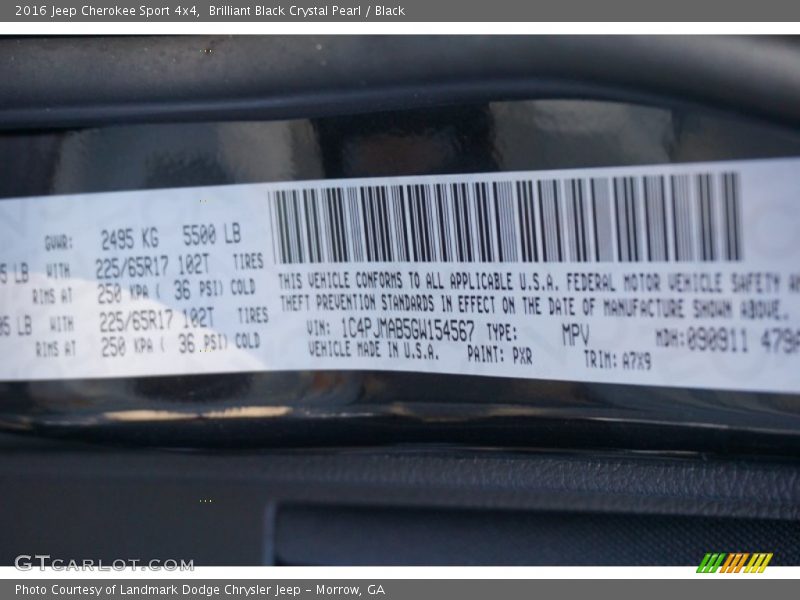 2016 Jeep Cherokee Sport 4x4,  Brilliant Black Crystal Pearl / Black
GVWR: 2495 KG 5500 LB
5 LB WITH 225/65R17 102T TIRES
RIMS AT 250 KPA ( 36 PSI) COLD
05 LB WITH 225/65R17 102T TIRES
RIMS AT 250 KPA ( 36 PSI) COLD
THIS VEHICLE CONFORMS TO ALL APPLICABLE U.S.A. FEDERAL MOTOR VEHICLE SAFETY
THEFT PREVENTION STANDARDS IN EFFECT ON THE DATE OF MANUFACTURE SHOWN ABOVE.
VIN: 1C4PJMAB5GW154567 TYPE: MPV MDH:090911 479
VEHICLE MADE IN U.S.A. PAINT: PXR TRIM: A7X9
GTCARLOT.COM
Photo Courtesy of Landmark Dodge Chrysler Jeep – Morrow, GA